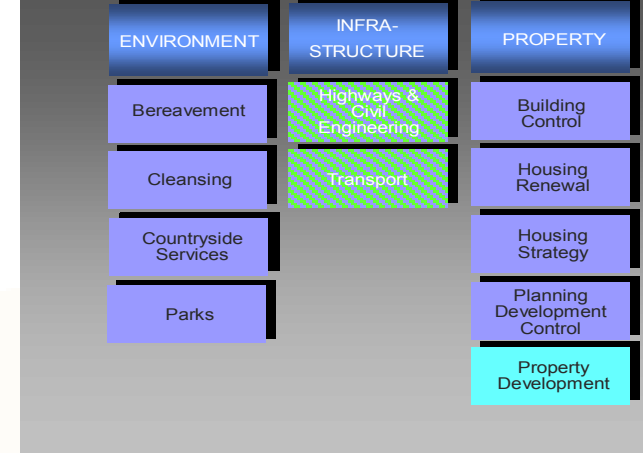 ENVIRONMENT
Bereavement
Cleansing
Countryside
Services
Parks
INFRA-
STRUCTURE
Highways &
Civil
Engineering
Transport
PROPERTY
Building
Control
Housing
Renewal
Housing
Strategy
Planning
Development
Control
Property
Development